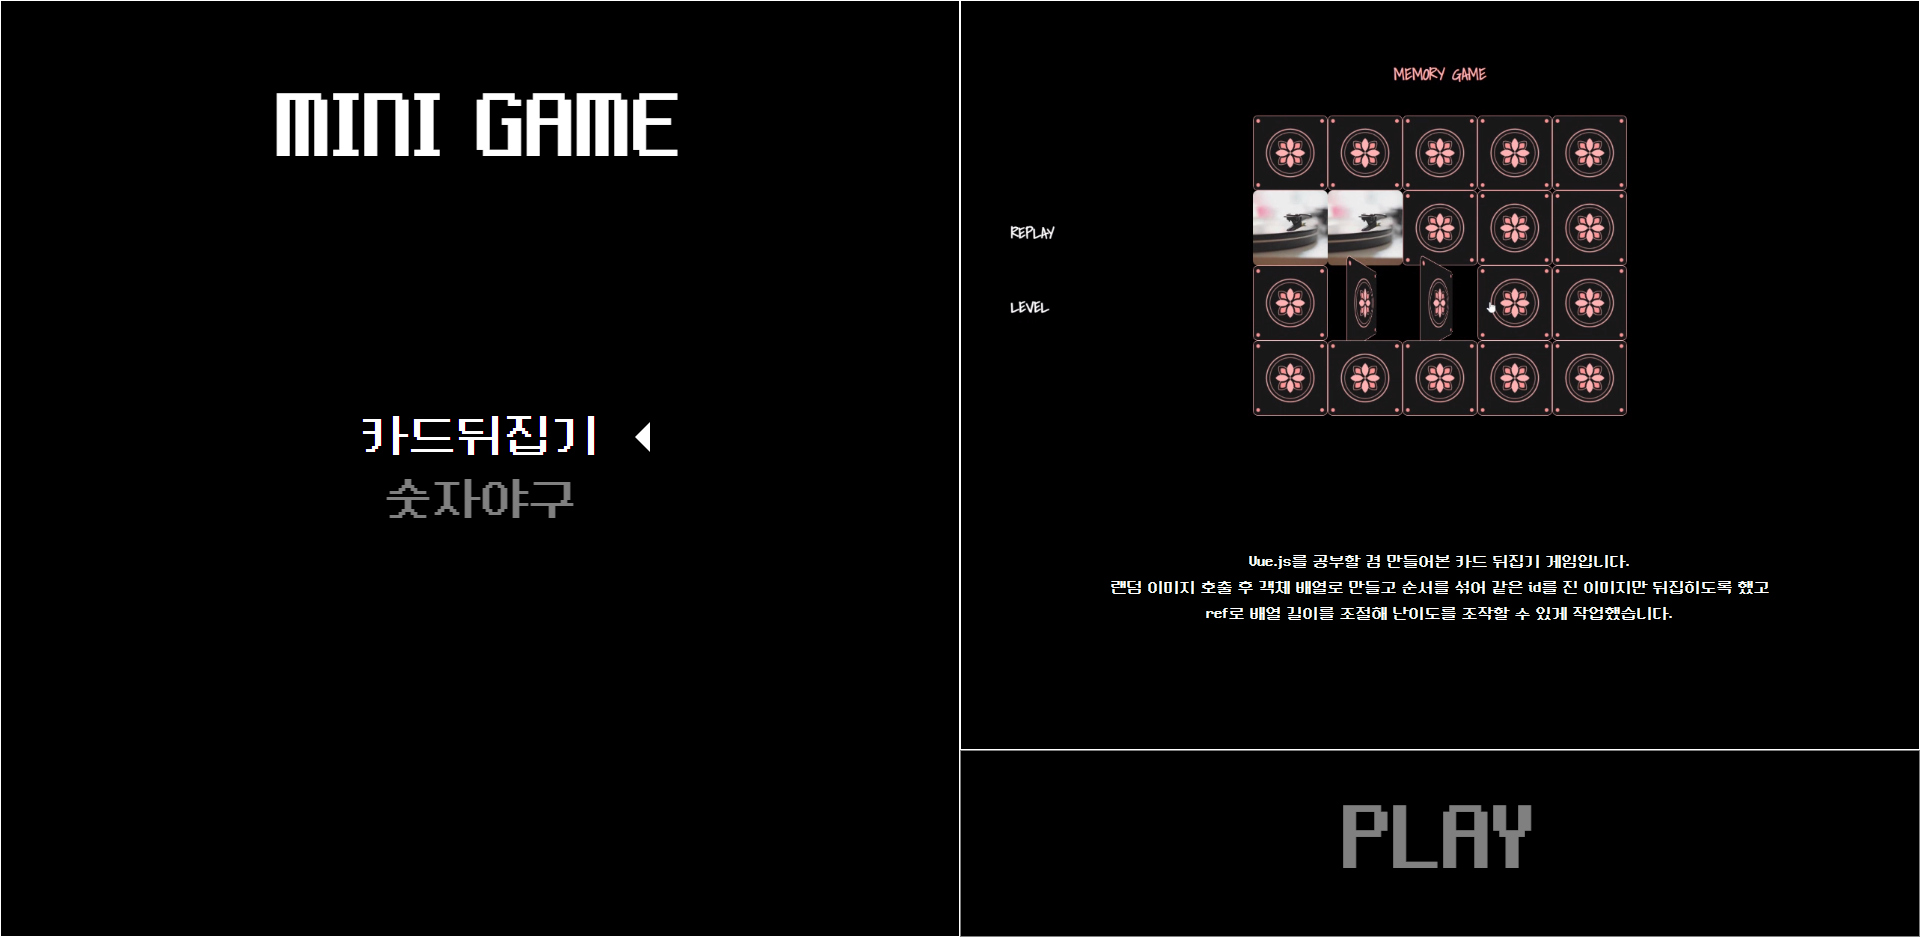 MINI GAME
카드뒤집기
숫자야구
MEMORY GAME
REPLAY
LEVEL
Vue.js를 공부할 겸 만들어본 카드 뒤집기 게임입니다.
랜덤 이미지 호출 후 객체 배열로 만들고 순서를 섞어 같은 id를 진 이미지만 뒤집히도록 했고
ref로 배열 길이를 조절해 난이도를 조작할 수 있게 작업했습니다.
PLAY